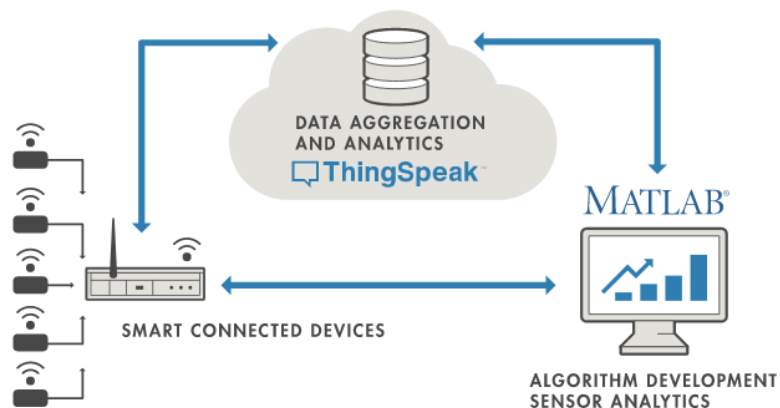 DATA AGGREGATION
AND ANALYTICS
ThingSpeak™
MATLAB®
SMART CONNECTED DEVICES
ALGORITHM DEVELOPMENT
SENSOR ANALYTICS